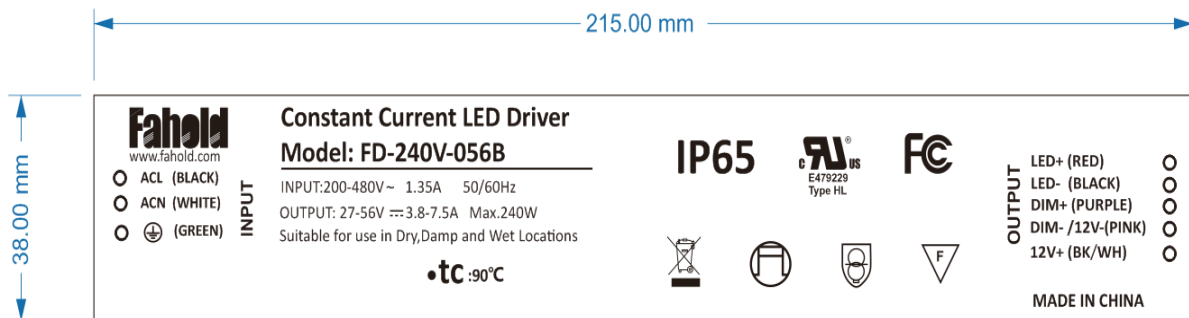 215.00 mm
38.00 mm
Fahold
www.fahold.com
ACL (BLACK)
ACN (WHITE)
(GREEN)
INPUT
Constant Current LED Driver
Model: FD-240V-056B
INPUT:200-480V~ 1.35A 50/60Hz
OUTPUT: 27-56V ⎓3.8-7.5A Max.240W
Suitable for use in Dry,Damp and Wet Locations
•tc:90℃
IP65
c RU® US
E479229
Type HL
FC
F
OUTPUT
LED+ (RED)
LED- (BLACK)
DIM+ (PURPLE)
DIM- /12V-(PINK)
12V+ (BK/WH)
MADE IN CHINA